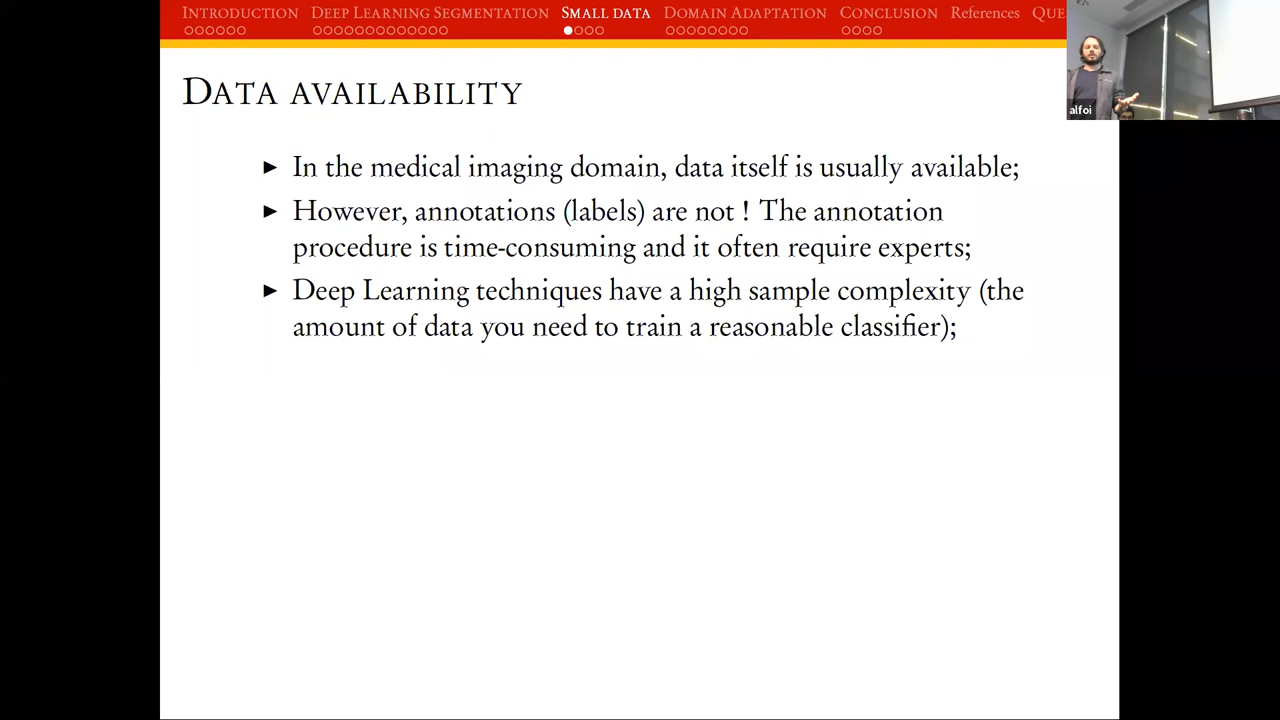 INTRODUCTION DEEP LEARNING SEGMENTATION SMALL DATA DOMAIN ADAPTATION CONCLUSION References QUE
alfoi
DATA AVAILABILITY
► In the medical imaging domain, data itself is usually available;
► However, annotations (labels) are not ! The annotation
procedure is time-consuming and it often require experts;
► Deep Learning techniques have a high sample complexity (the
amount of data you need to train a reasonable classifier);